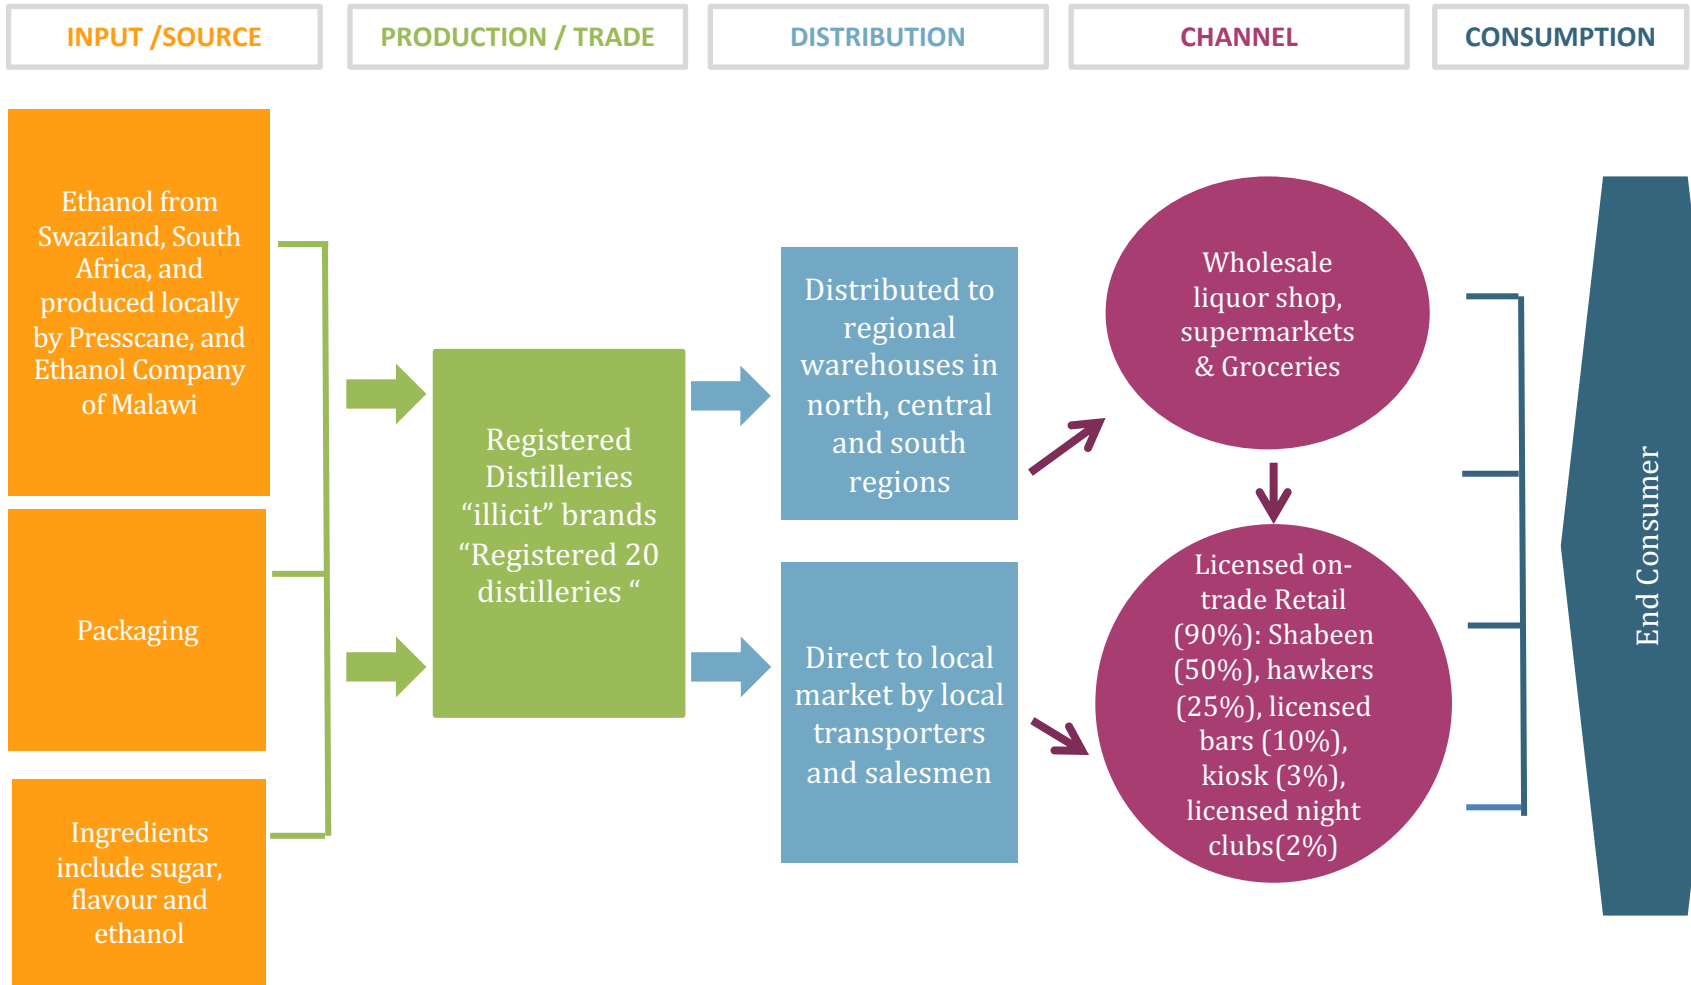 INPUT /SOURCE
PRODUCTION / TRADE
DISTRIBUTION
CHANNEL
CONSUMPTION
Ethanol from
Swaziland, South
Africa, and
produced locally
by Presscane, and
Ethanol Company
of Malawi
Packaging
Ingredients
include sugar,
flavour and
ethanol
Registered
Distilleries
“illicit” brands
“Registered 20
distilleries “
Distributed to
regional
warehouses in
north, central
and south
regions
Direct to local
market by local
transporters
and salesmen
Wholesale
liquor shop,
supermarkets
& Groceries
Licensed on-
trade Retail
(90%): Shabeen
(50%), hawkers
(25%), licensed
bars (10%),
kiosk (3%),
licensed night
clubs(2%)
End Consumer